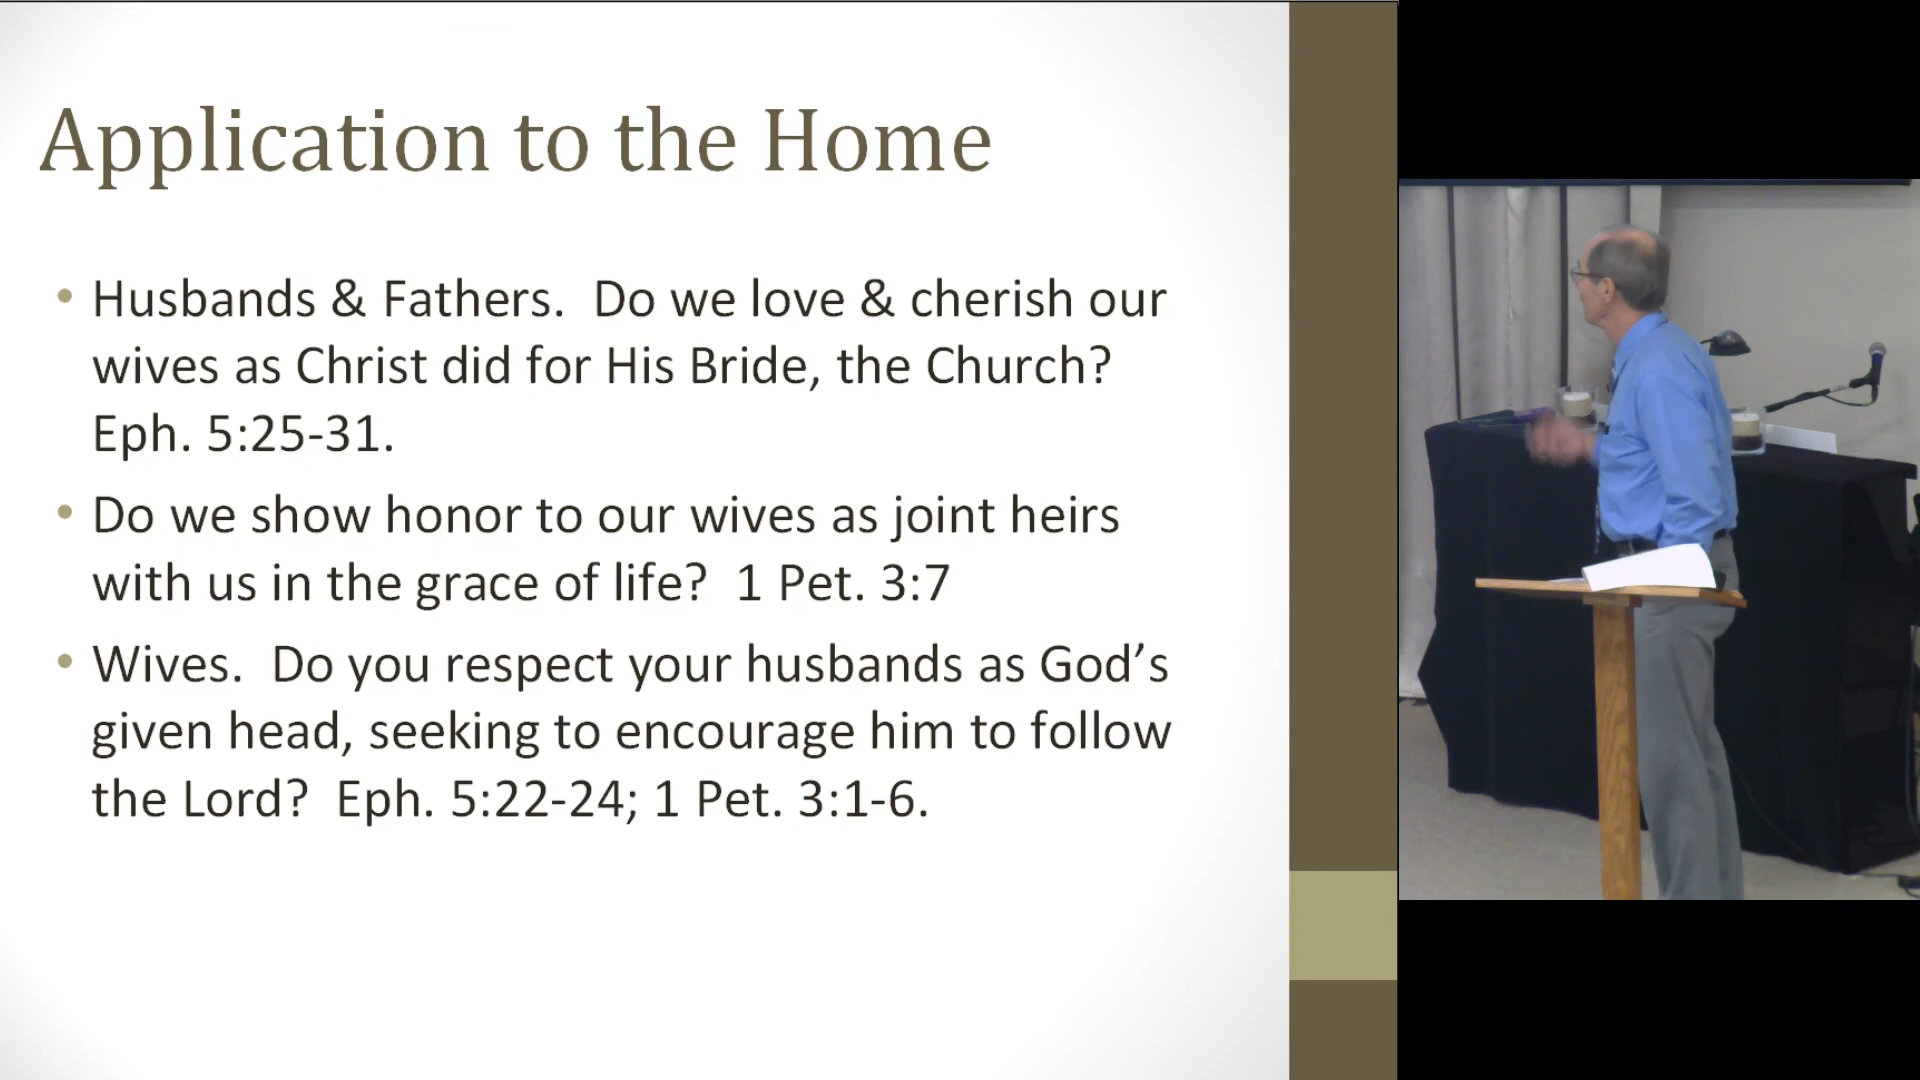 Application to the Home
• Husbands & Fathers.  Do we love & cherish our
wives as Christ did for His Bride, the Church?
Eph. 5:25-31.
• Do we show honor to our wives as joint heirs
with us in the grace of life?  1 Pet. 3:7
• Wives.  Do you respect your husbands as God’s
given head, seeking to encourage him to follow
the Lord?  Eph. 5:22-24; 1 Pet. 3:1-6.